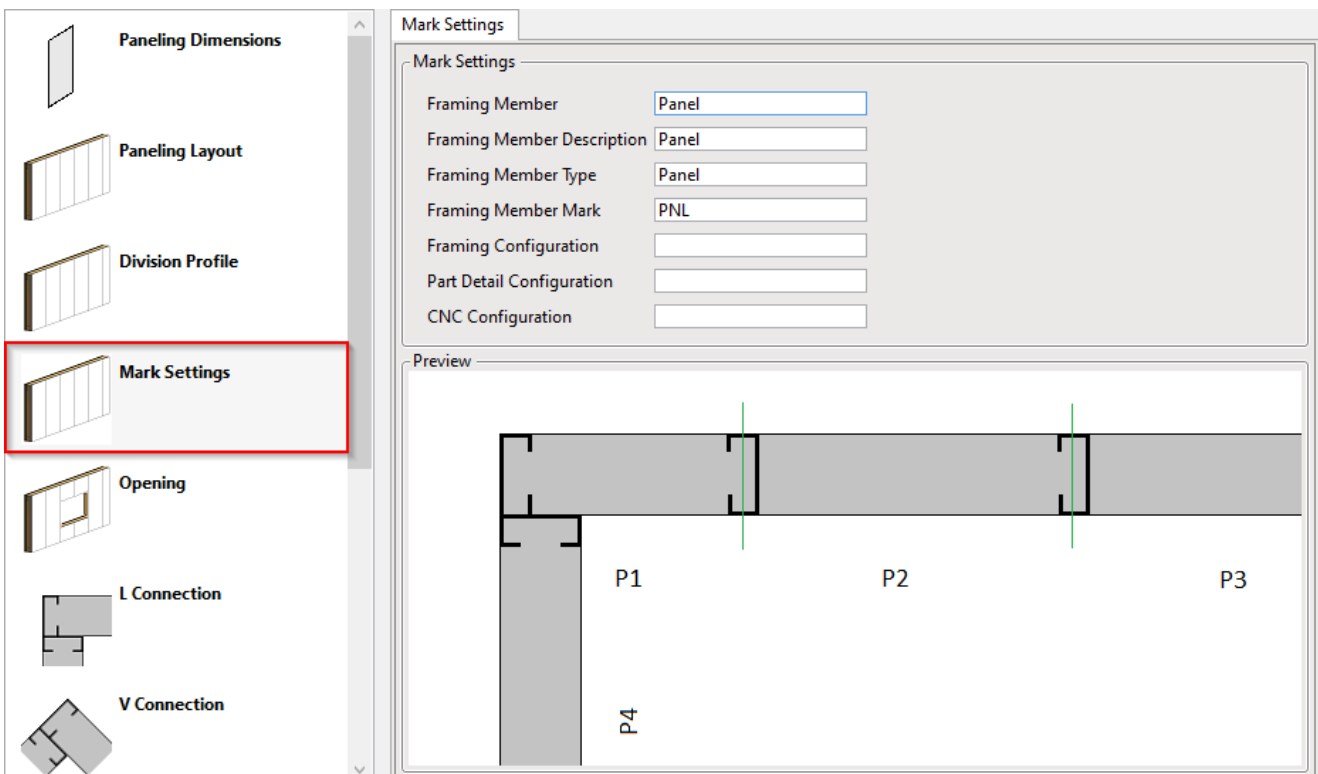 Paneling Dimensions
Paneling Layout
Division Profile
Mark Settings
Opening
L Connection
V Connection
Mark Settings
Mark Settings
Framing Member Panel
Framing Member Description Panel
Framing Member Type Panel
Framing Member Mark PNL
Framing Configuration
Part Detail Configuration
CNC Configuration
Preview
P1 P2 P3
P4